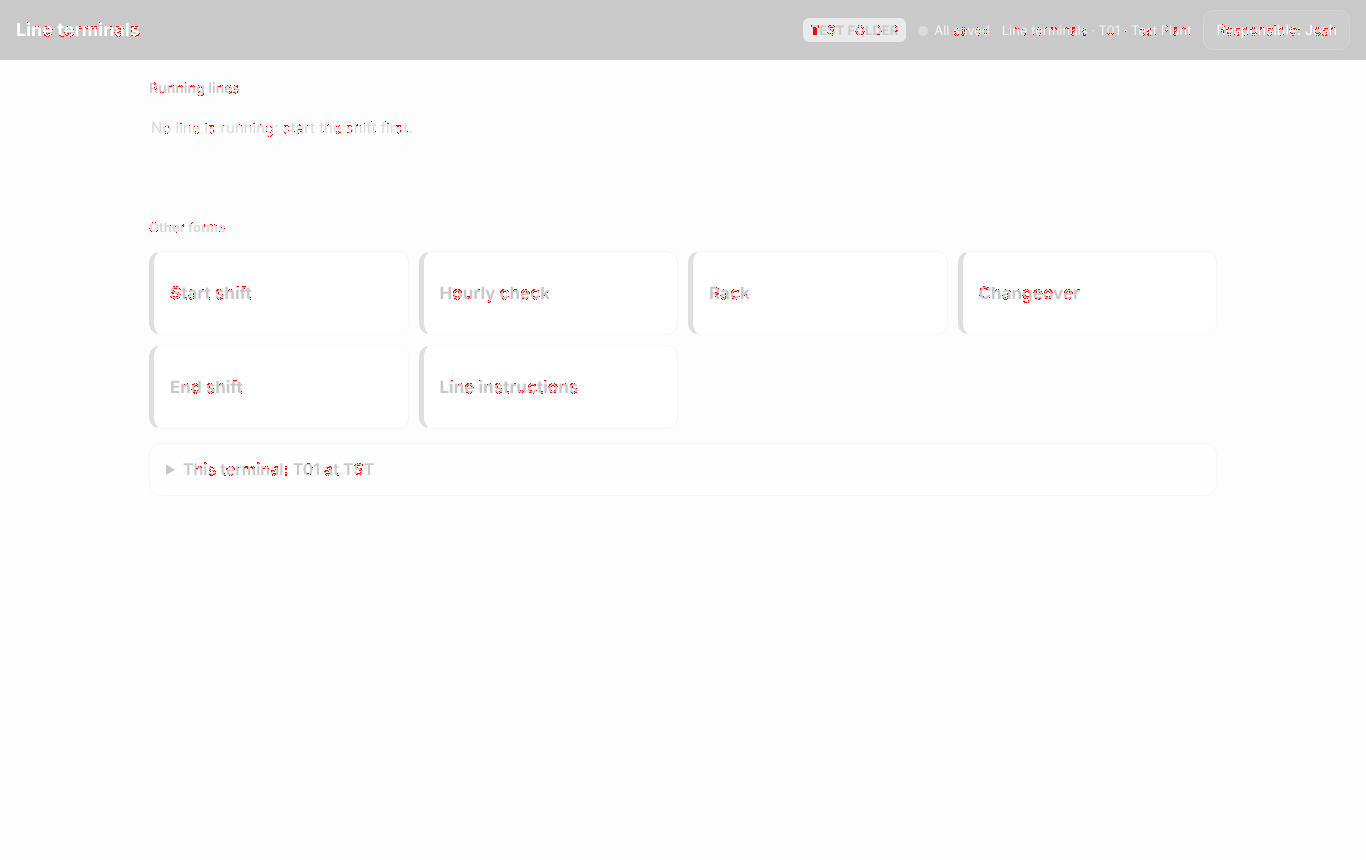 Line terminals
TEST FOLDER
All saved
Line terminals · T01 · Test Plant
Responsible: Josh
Running lines
No line is running: start the shift first.
Other forms
Start shift
Hourly check
Rack
Changeover
End shift
Line instructions
This terminal: T01 at TST